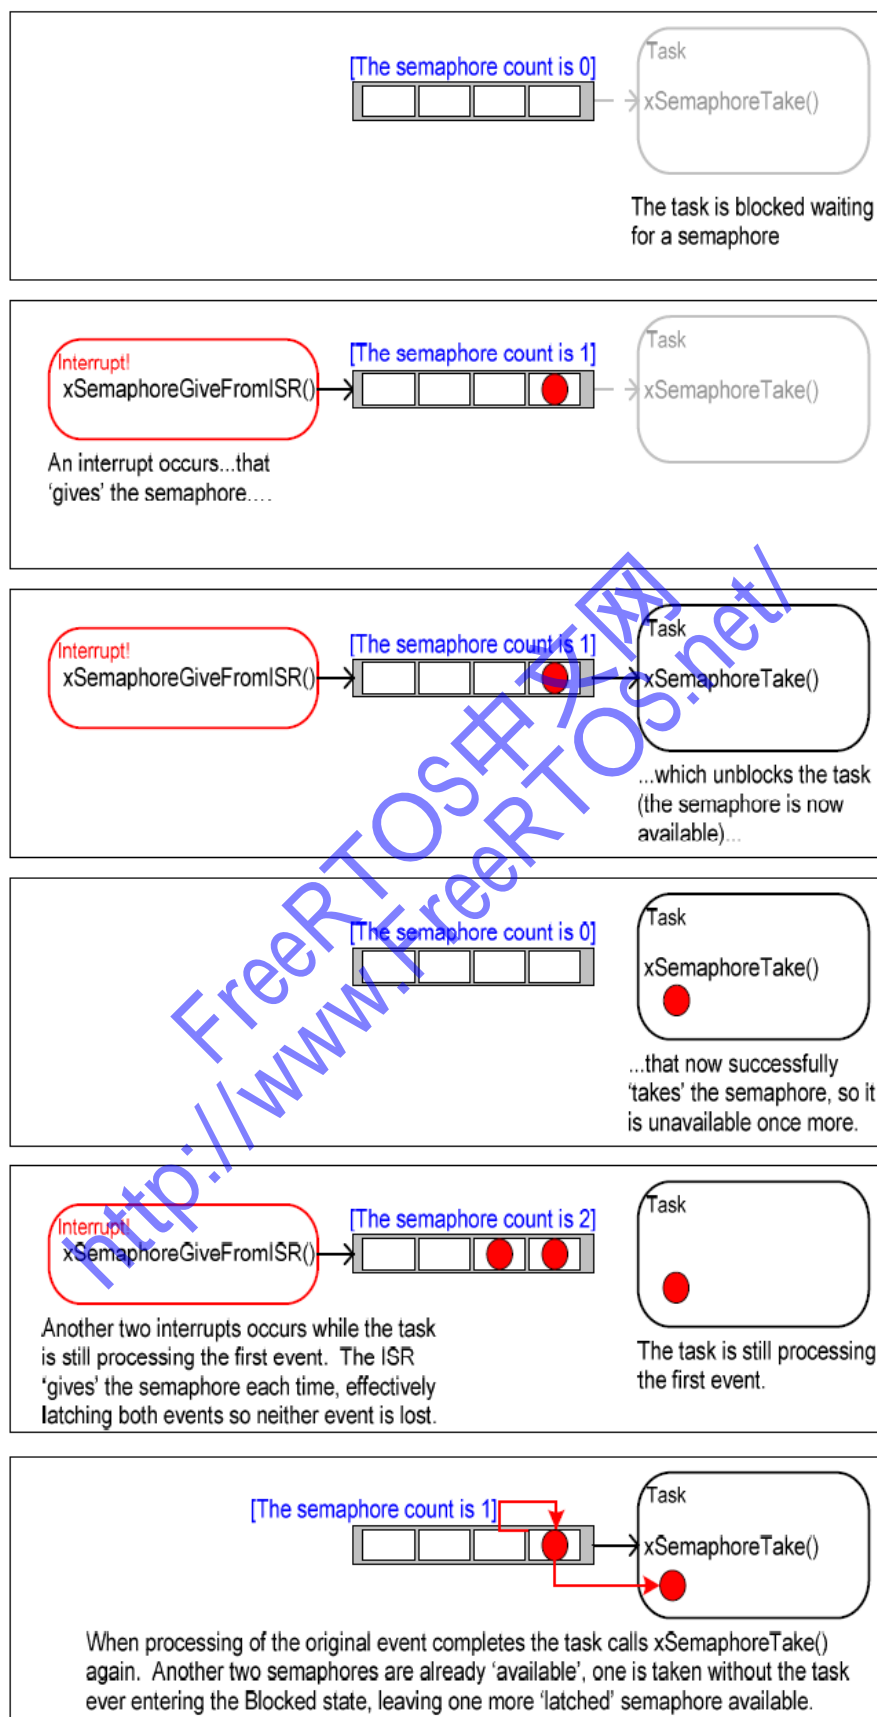 [The semaphore count is 0]
Task
xSemaphoreTake()
The task is blocked waiting
for a semaphore
Interrupt!
xSemaphoreGiveFromISR()
[The semaphore count is 1]
Task
xSemaphoreTake()
An interrupt occurs...that
‘gives’ the semaphore....
Interrupt!
xSemaphoreGiveFromISR()
[The semaphore count is 1]
Task
xSemaphoreTake()
...which unblocks the task
(the semaphore is now
available)...
[The semaphore count is 0]
Task
xSemaphoreTake()
...that now successfully
‘takes’ the semaphore, so it
is unavailable once more.
Interrupt!
xSemaphoreGiveFromISR()
[The semaphore count is 2]
Task
Another two interrupts occurs while the task
is still processing the first event. The ISR
‘gives’ the semaphore each time, effectively
latching both events so neither event is lost.
The task is still processing
the first event.
[The semaphore count is 1]
Task
xSemaphoreTake()
When processing of the original event completes the task calls xSemaphoreTake()
again. Another two semaphores are already ‘available’, one is taken without the task
ever entering the Blocked state, leaving one more ‘latched’ semaphore available.
FreeRTOS中文网
http://www.FreeRTOS.net/